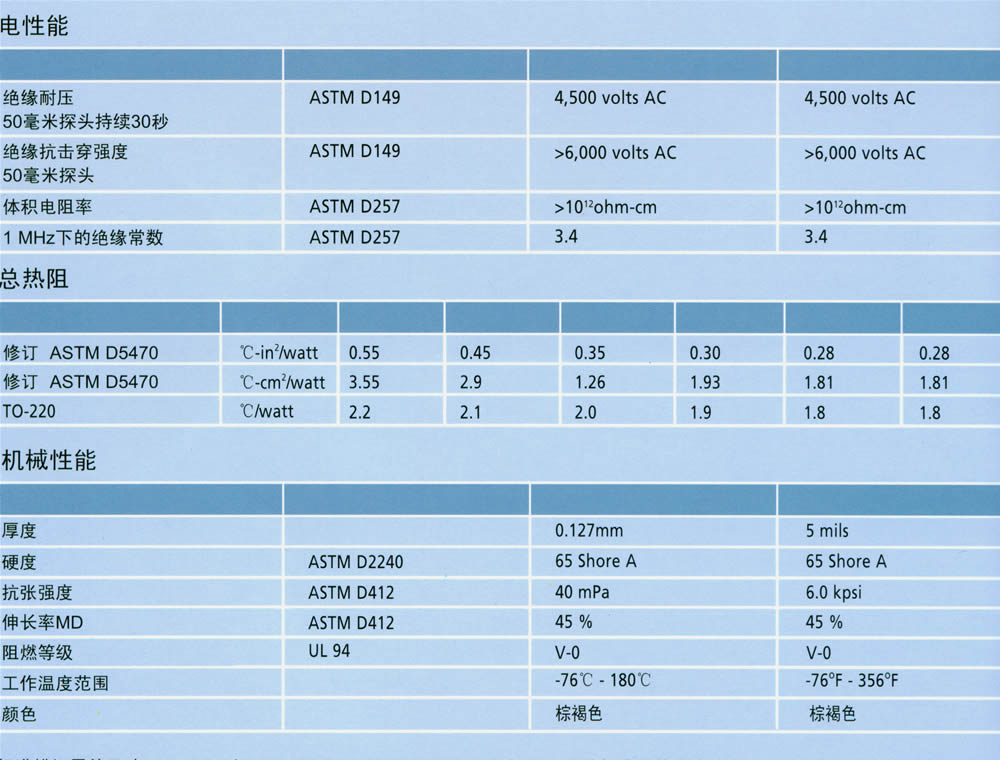 电性能
绝缘耐压 ASTM D149 4,500 volts AC 4,500 volts AC
50毫米探头持续30秒
绝缘抗击穿强度 ASTM D149 >6,000 volts AC >6,000 volts AC
50毫米探头
体积电阻率 ASTM D257 >10¹²ohm-cm >10¹²ohm-cm
1 MHz下的绝缘常数 ASTM D257 3.4 3.4
总热阻
修订 ASTM D5470 ℃-in²/watt 0.55 0.45 0.35 0.30 0.28 0.28
修订 ASTM D5470 ℃-cm²/watt 3.55 2.9 1.26 1.93 1.81 1.81
TO-220 ℃/watt 2.2 2.1 2.0 1.9 1.8 1.8
机械性能
厚度 0.127mm 5 mils
硬度 ASTM D2240 65 Shore A 65 Shore A
抗张强度 ASTM D412 40 mPa 6.0 kpsi
伸长率MD ASTM D412 45 % 45 %
阻燃等级 UL 94 V-0 V-0
工作温度范围 -76℃ - 180℃ -76⁰F - 356⁰F
颜色 棕褐色 棕褐色